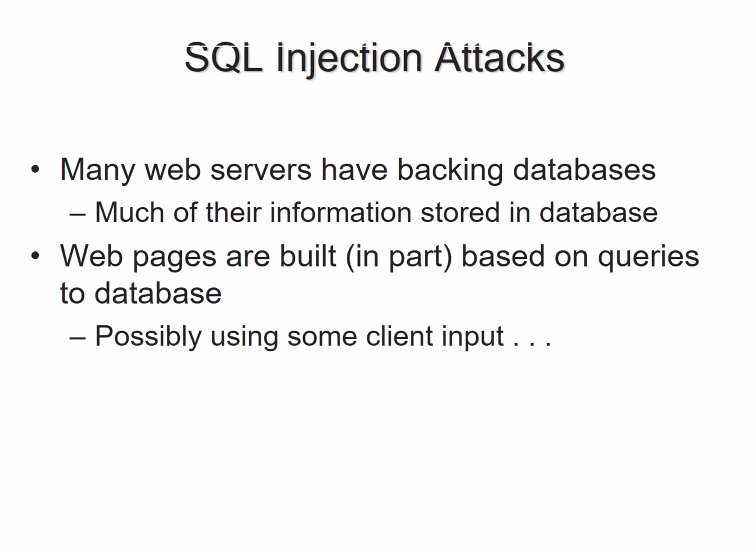 SQL Injection Attacks
• Many web servers have backing databases
– Much of their information stored in database
• Web pages are built (in part) based on queries
to database
– Possibly using some client input . . .